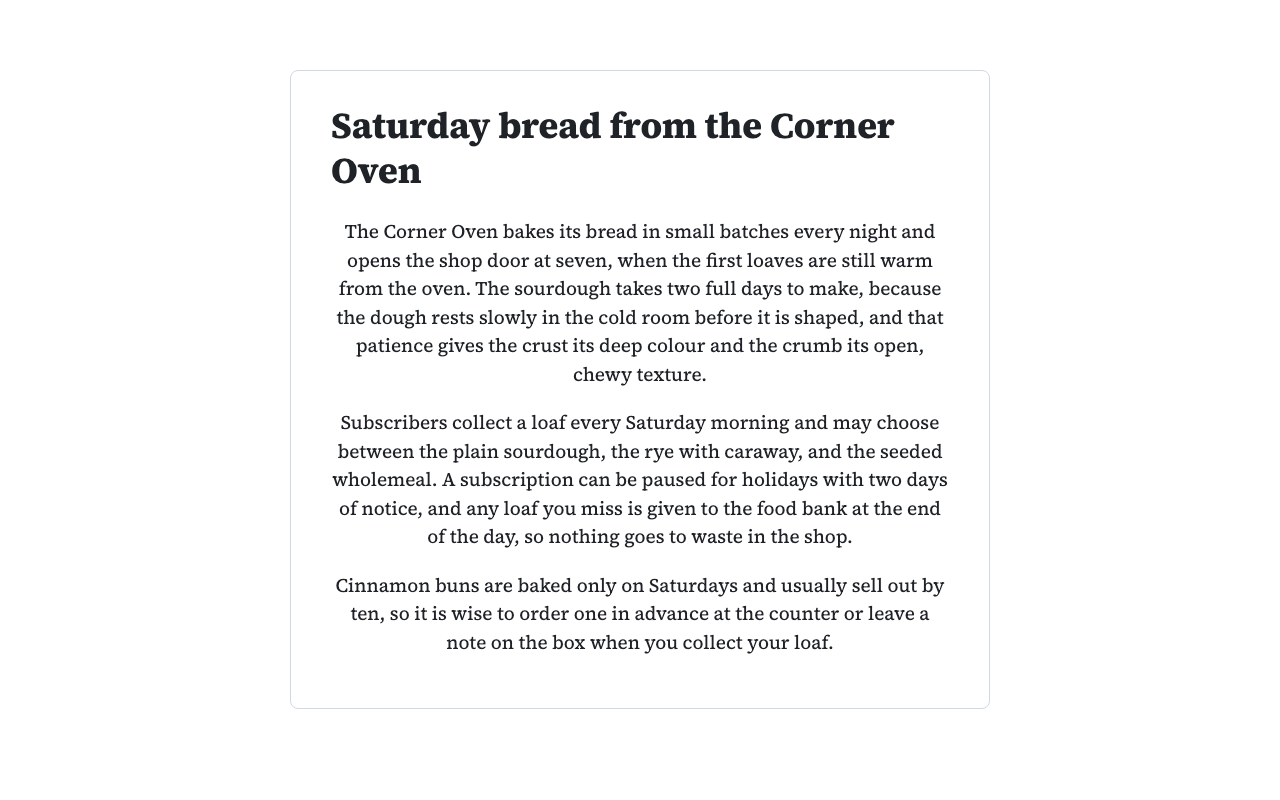 Saturday bread from the Corner
Oven
The Corner Oven bakes its bread in small batches every night and
opens the shop door at seven, when the first loaves are still warm
from the oven. The sourdough takes two full days to make, because
the dough rests slowly in the cold room before it is shaped, and that
patience gives the crust its deep colour and the crumb its open,
chewy texture.
Subscribers collect a loaf every Saturday morning and may choose
between the plain sourdough, the rye with caraway, and the seeded
wholemeal. A subscription can be paused for holidays with two days
of notice, and any loaf you miss is given to the food bank at the end
of the day, so nothing goes to waste in the shop.
Cinnamon buns are baked only on Saturdays and usually sell out by
ten, so it is wise to order one in advance at the counter or leave a
note on the box when you collect your loaf.